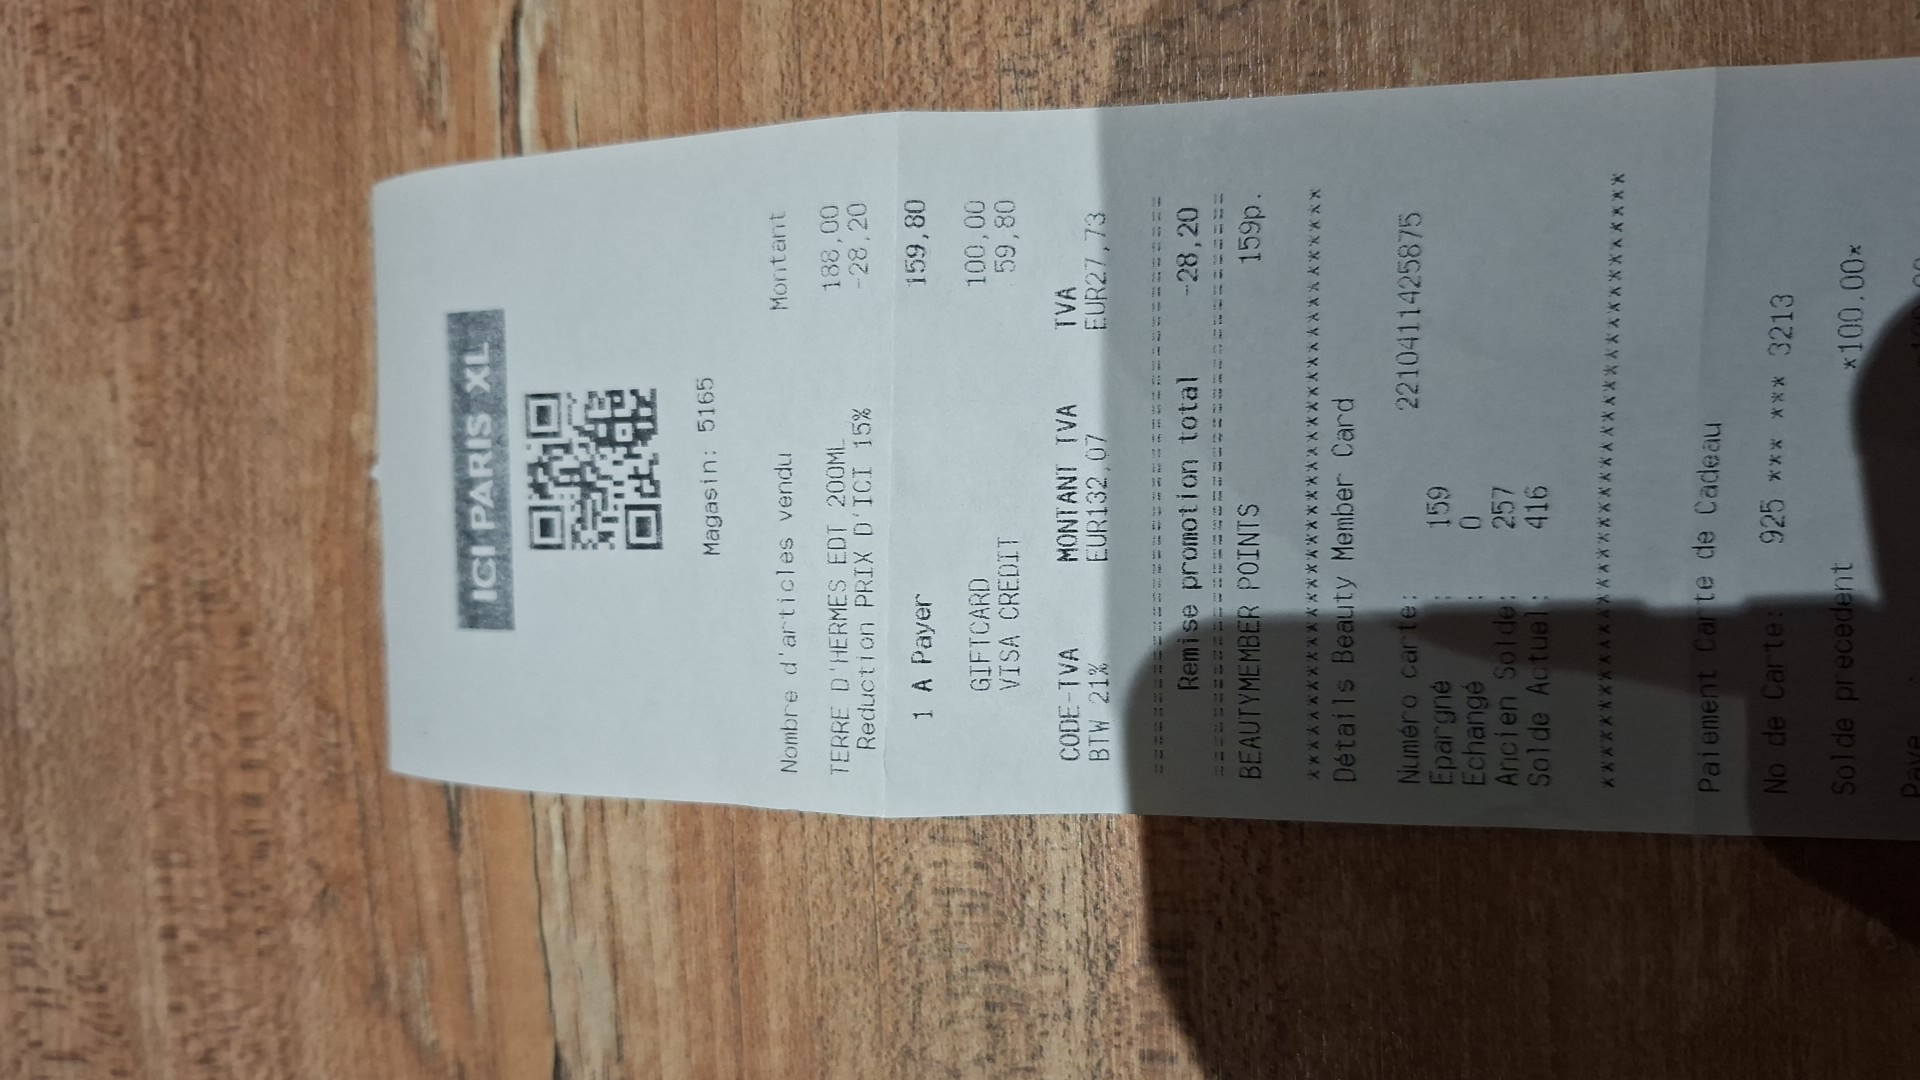 ICI PARIS XL
Magasin: 5165
Nombre d'articles vendu Montant
TERRE D'HERMES EDT 200ML 188,00
Reduction PRIX D'ICI 15% -28,20
1 A Payer 159,80
GIFTCARD 100,00
VISA CREDIT 59,80
CODE-TVA MONTANT TVA TVA
BTW 21% EUR132,07 EUR27,73
Remise promotion total -28,20
BEAUTYMEMBER POINTS 159p.
****************************************
Détails Beauty Member Card
Numéro carte: 2210411425875
Epargné : 159
Echangé : 0
Ancien Solde: 257
Solde Actuel: 416
****************************************
Paiement Carte de Cadeau
No de Carte: 925 *** *** 3213
Solde precedent *100.00*